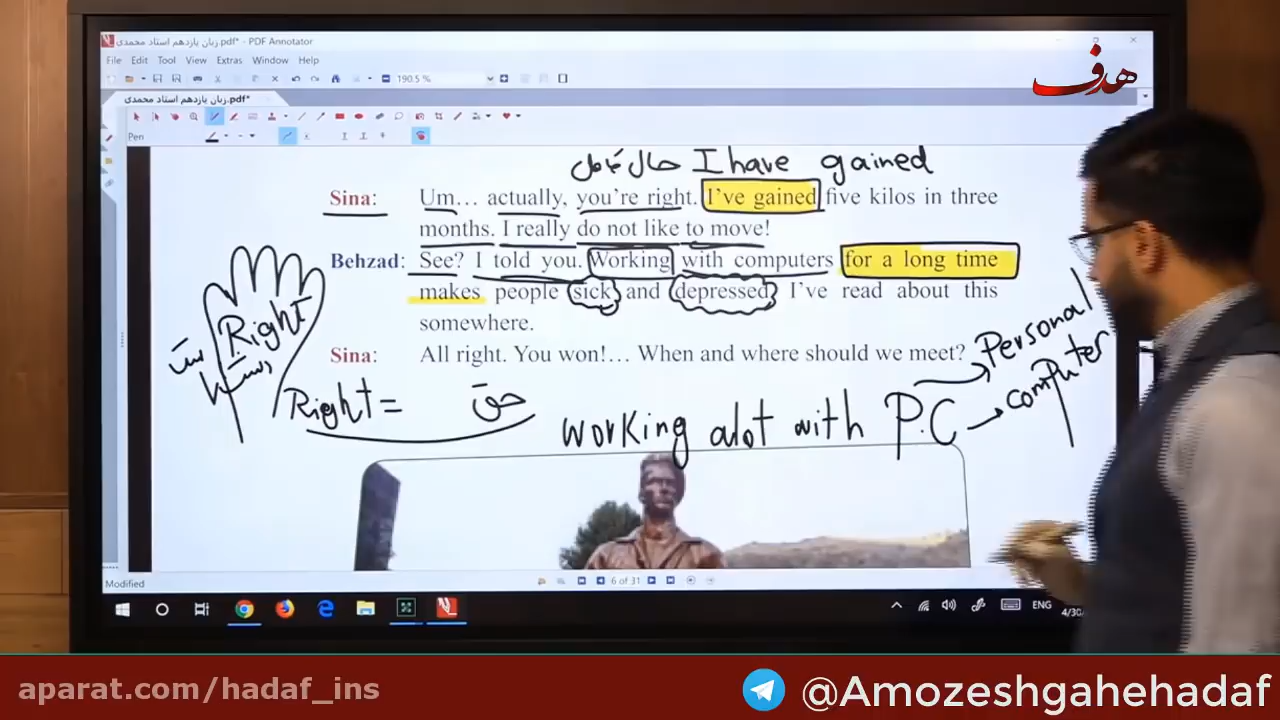 زبان یازدهم استاد محمدی.pdf* - PDF Annotator
File Edit Tool View Extras Window Help
190.5 %
هدف
زبان یازدهم استاد محمدی.pdf*
Pen
حال کامل I have gained
Sina: Um... actually, you're right. I've gained five kilos in three
months. I really do not like to move!
Behzad: See? I told you. Working with computers for a long time
makes people sick and depressed. I've read about this
somewhere.
Sina: All right. You won!... When and where should we meet?
Right
راست
Right = حق
working alot with P.C
Personal
computer
Modified
6 of 31
ENG
4/30/
aparat.com/hadaf_ins
@Amozeshgahehadaf